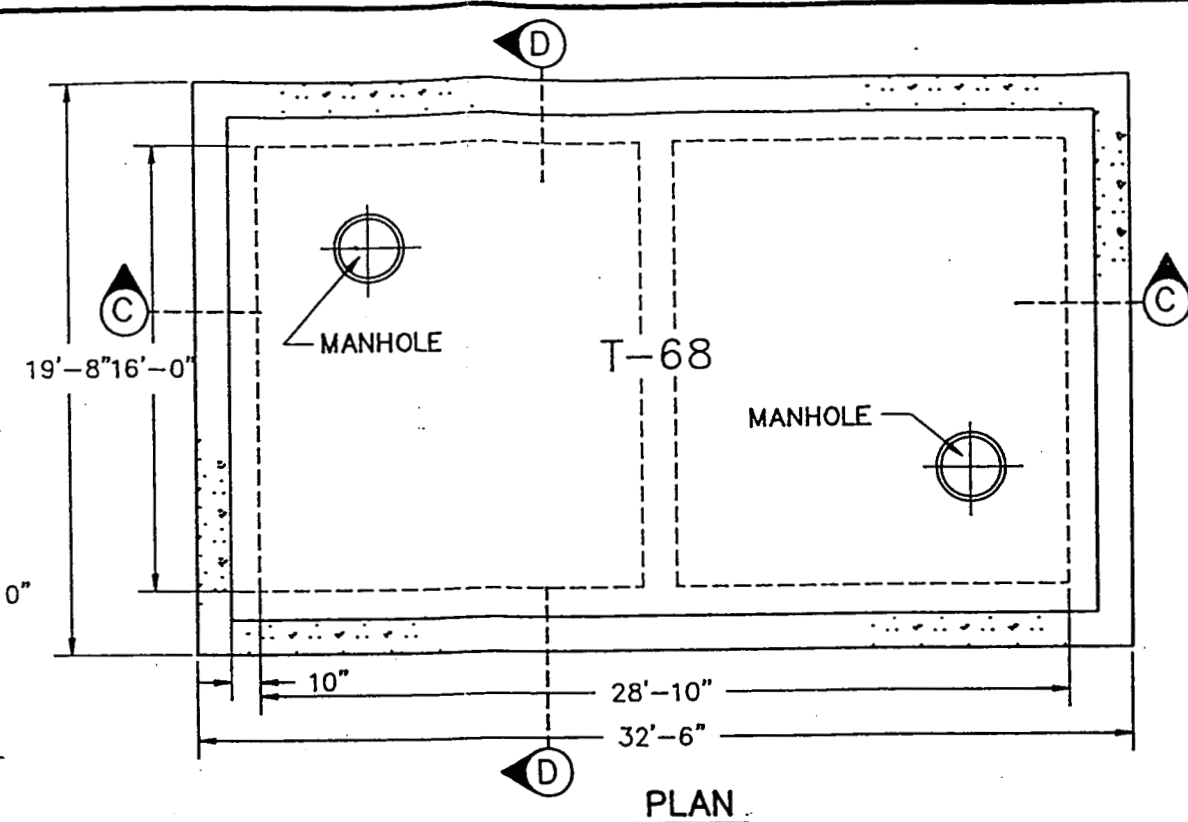 D
C
C
MANHOLE
T-68
19'-8" 16'-0"
MANHOLE
0"
10"
28'-10"
32'-6"
D
PLAN